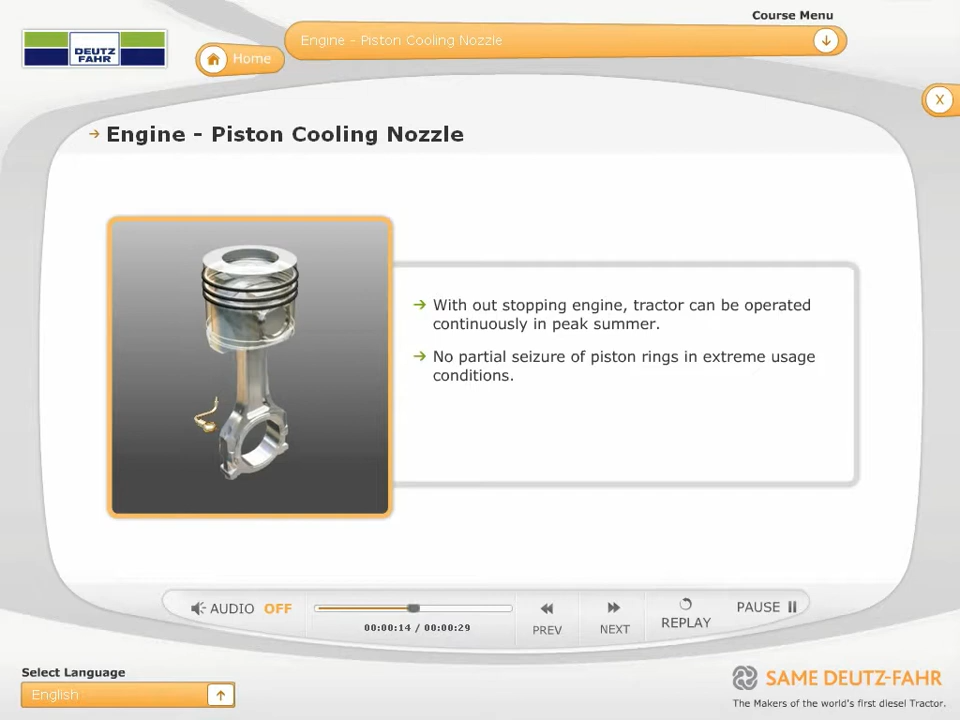 Course Menu
DEUTZ
FAHR
Home
Engine - Piston Cooling Nozzle
X
Engine - Piston Cooling Nozzle
With out stopping engine, tractor can be operated
continuously in peak summer.
No partial seizure of piston rings in extreme usage
conditions.
AUDIO OFF
00:00:14 / 00:00:29
PREV
NEXT
REPLAY
PAUSE
Select Language
English
SAME DEUTZ-FAHR
The Makers of the world's first diesel Tractor.